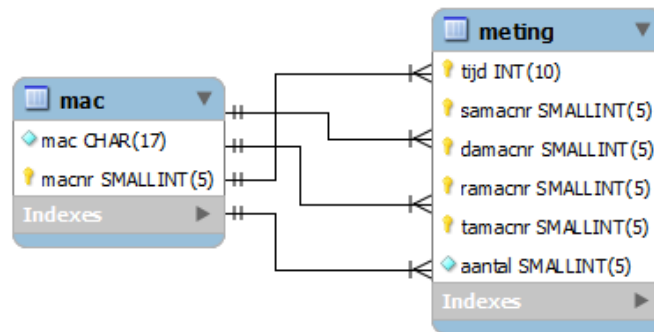 mac
mac CHAR(17)
macnr SMALLINT(5)
Indexes
meting
tijd INT(10)
samacnr SMALLINT(5)
damacnr SMALLINT(5)
ramacnr SMALLINT(5)
tamacnr SMALLINT(5)
aantal SMALLINT(5)
Indexes